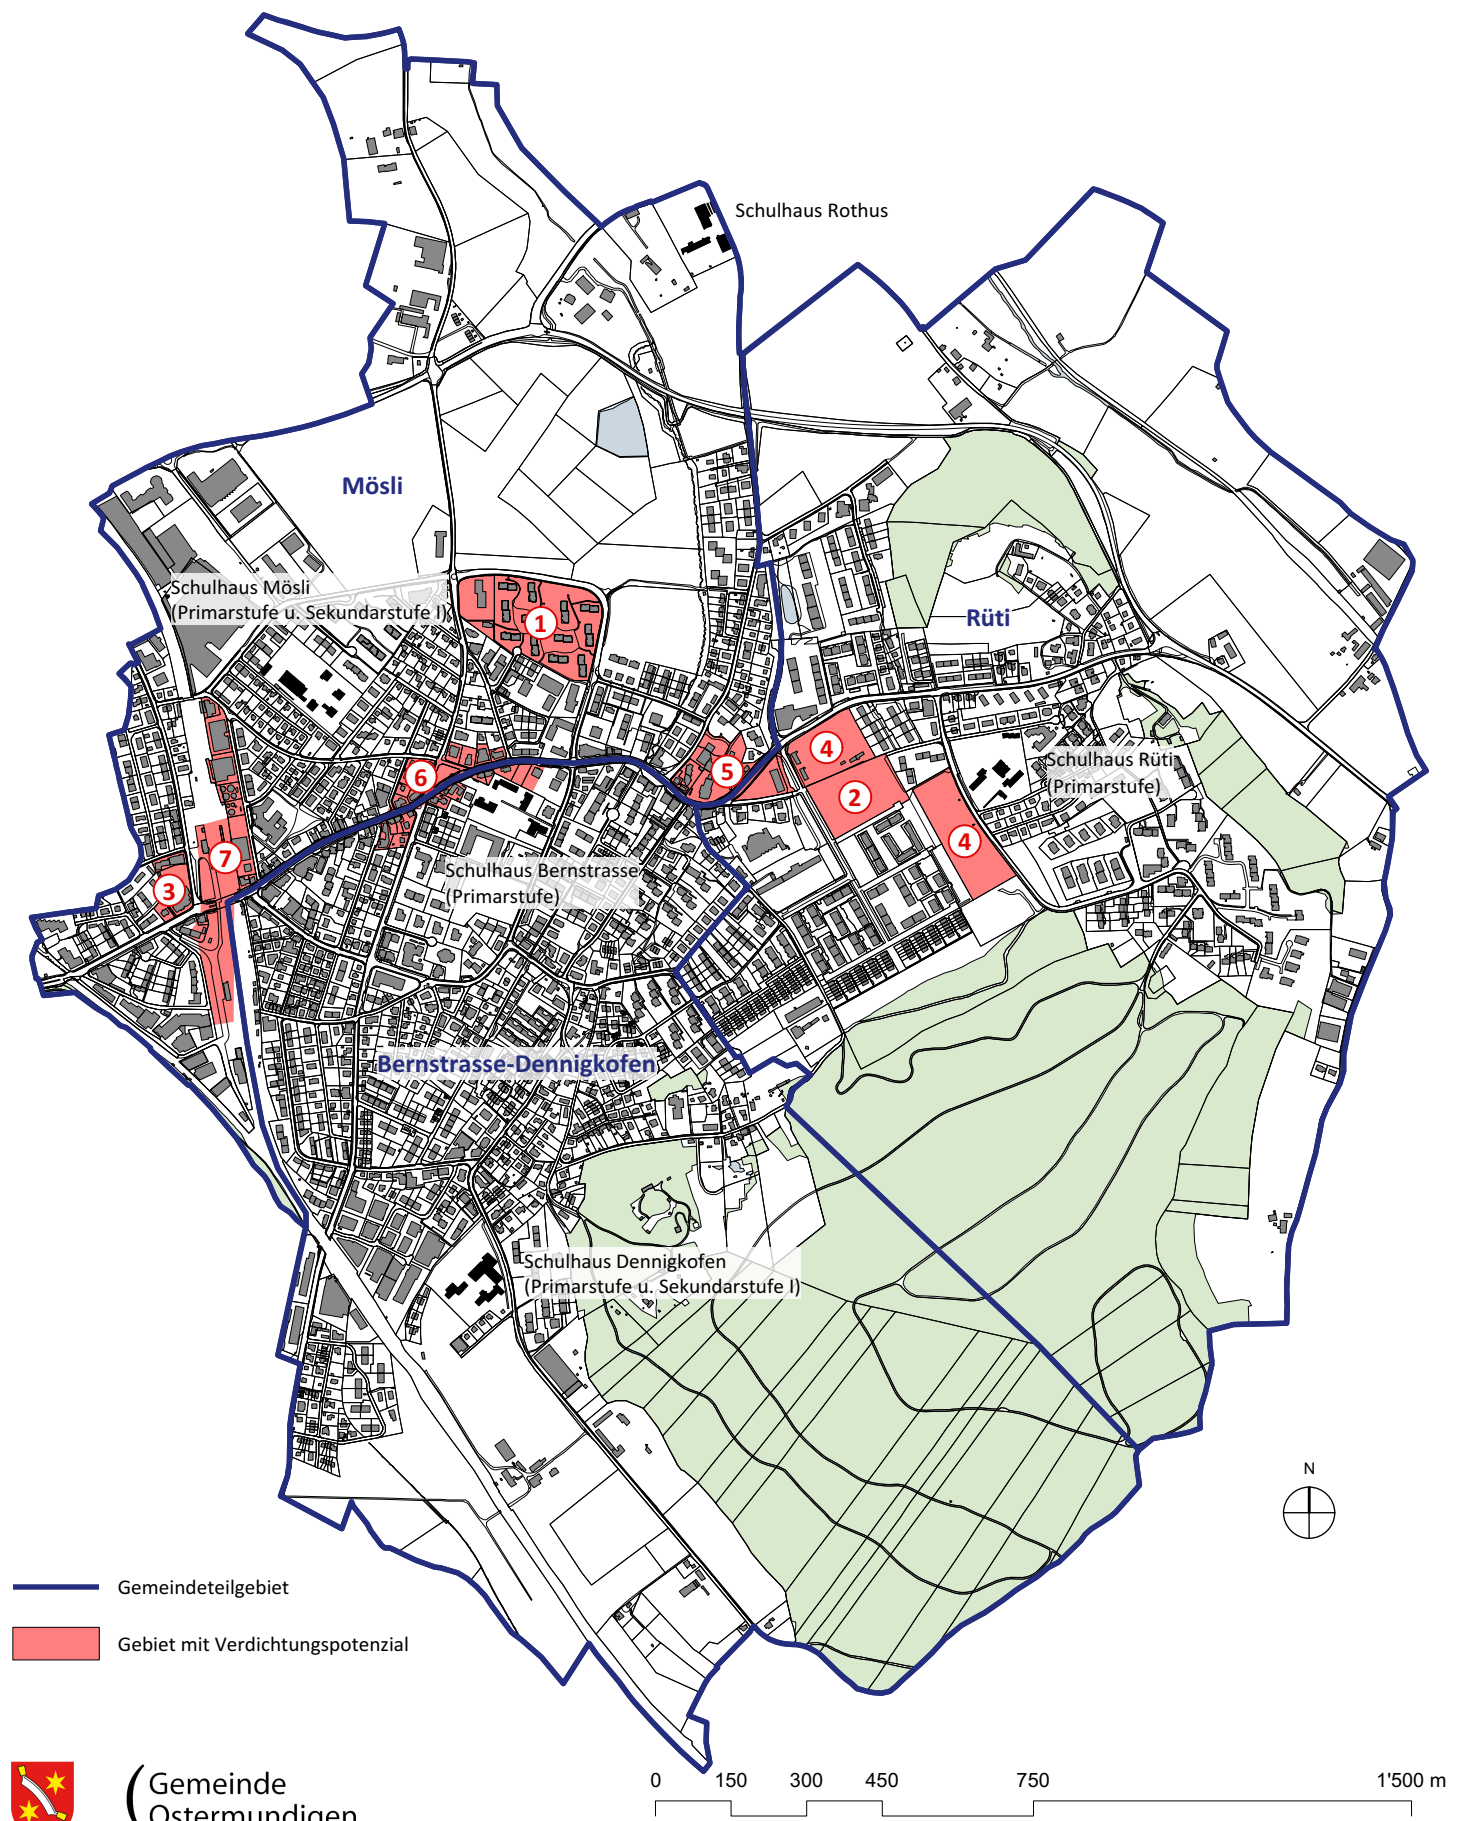 Schulhaus Rothus
Mösli
Schulhaus Mösli
(Primarstufe u. Sekundarstufe I)
Rüti
1
4
5
6
2
Schulhaus Rüti
(Primarstufe)
4
7
3
Schulhaus Bernstrasse
(Primarstufe)
Bernstrasse-Dennigkofen
Schulhaus Dennigkofen
(Primarstufe u. Sekundarstufe I)
N
Gemeindeteilgebiet
Gebiet mit Verdichtungspotenzial
Gemeinde
Ostermundigen
0 150 300 450 750 1'500 m